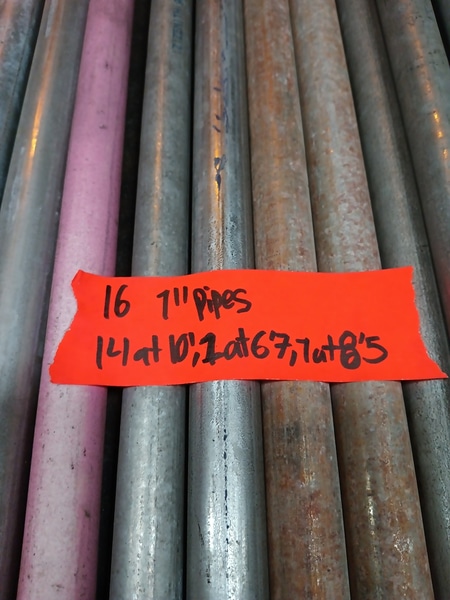 16 1" pipes
14 at 10', 1 at 6'7, 1 at 8'5